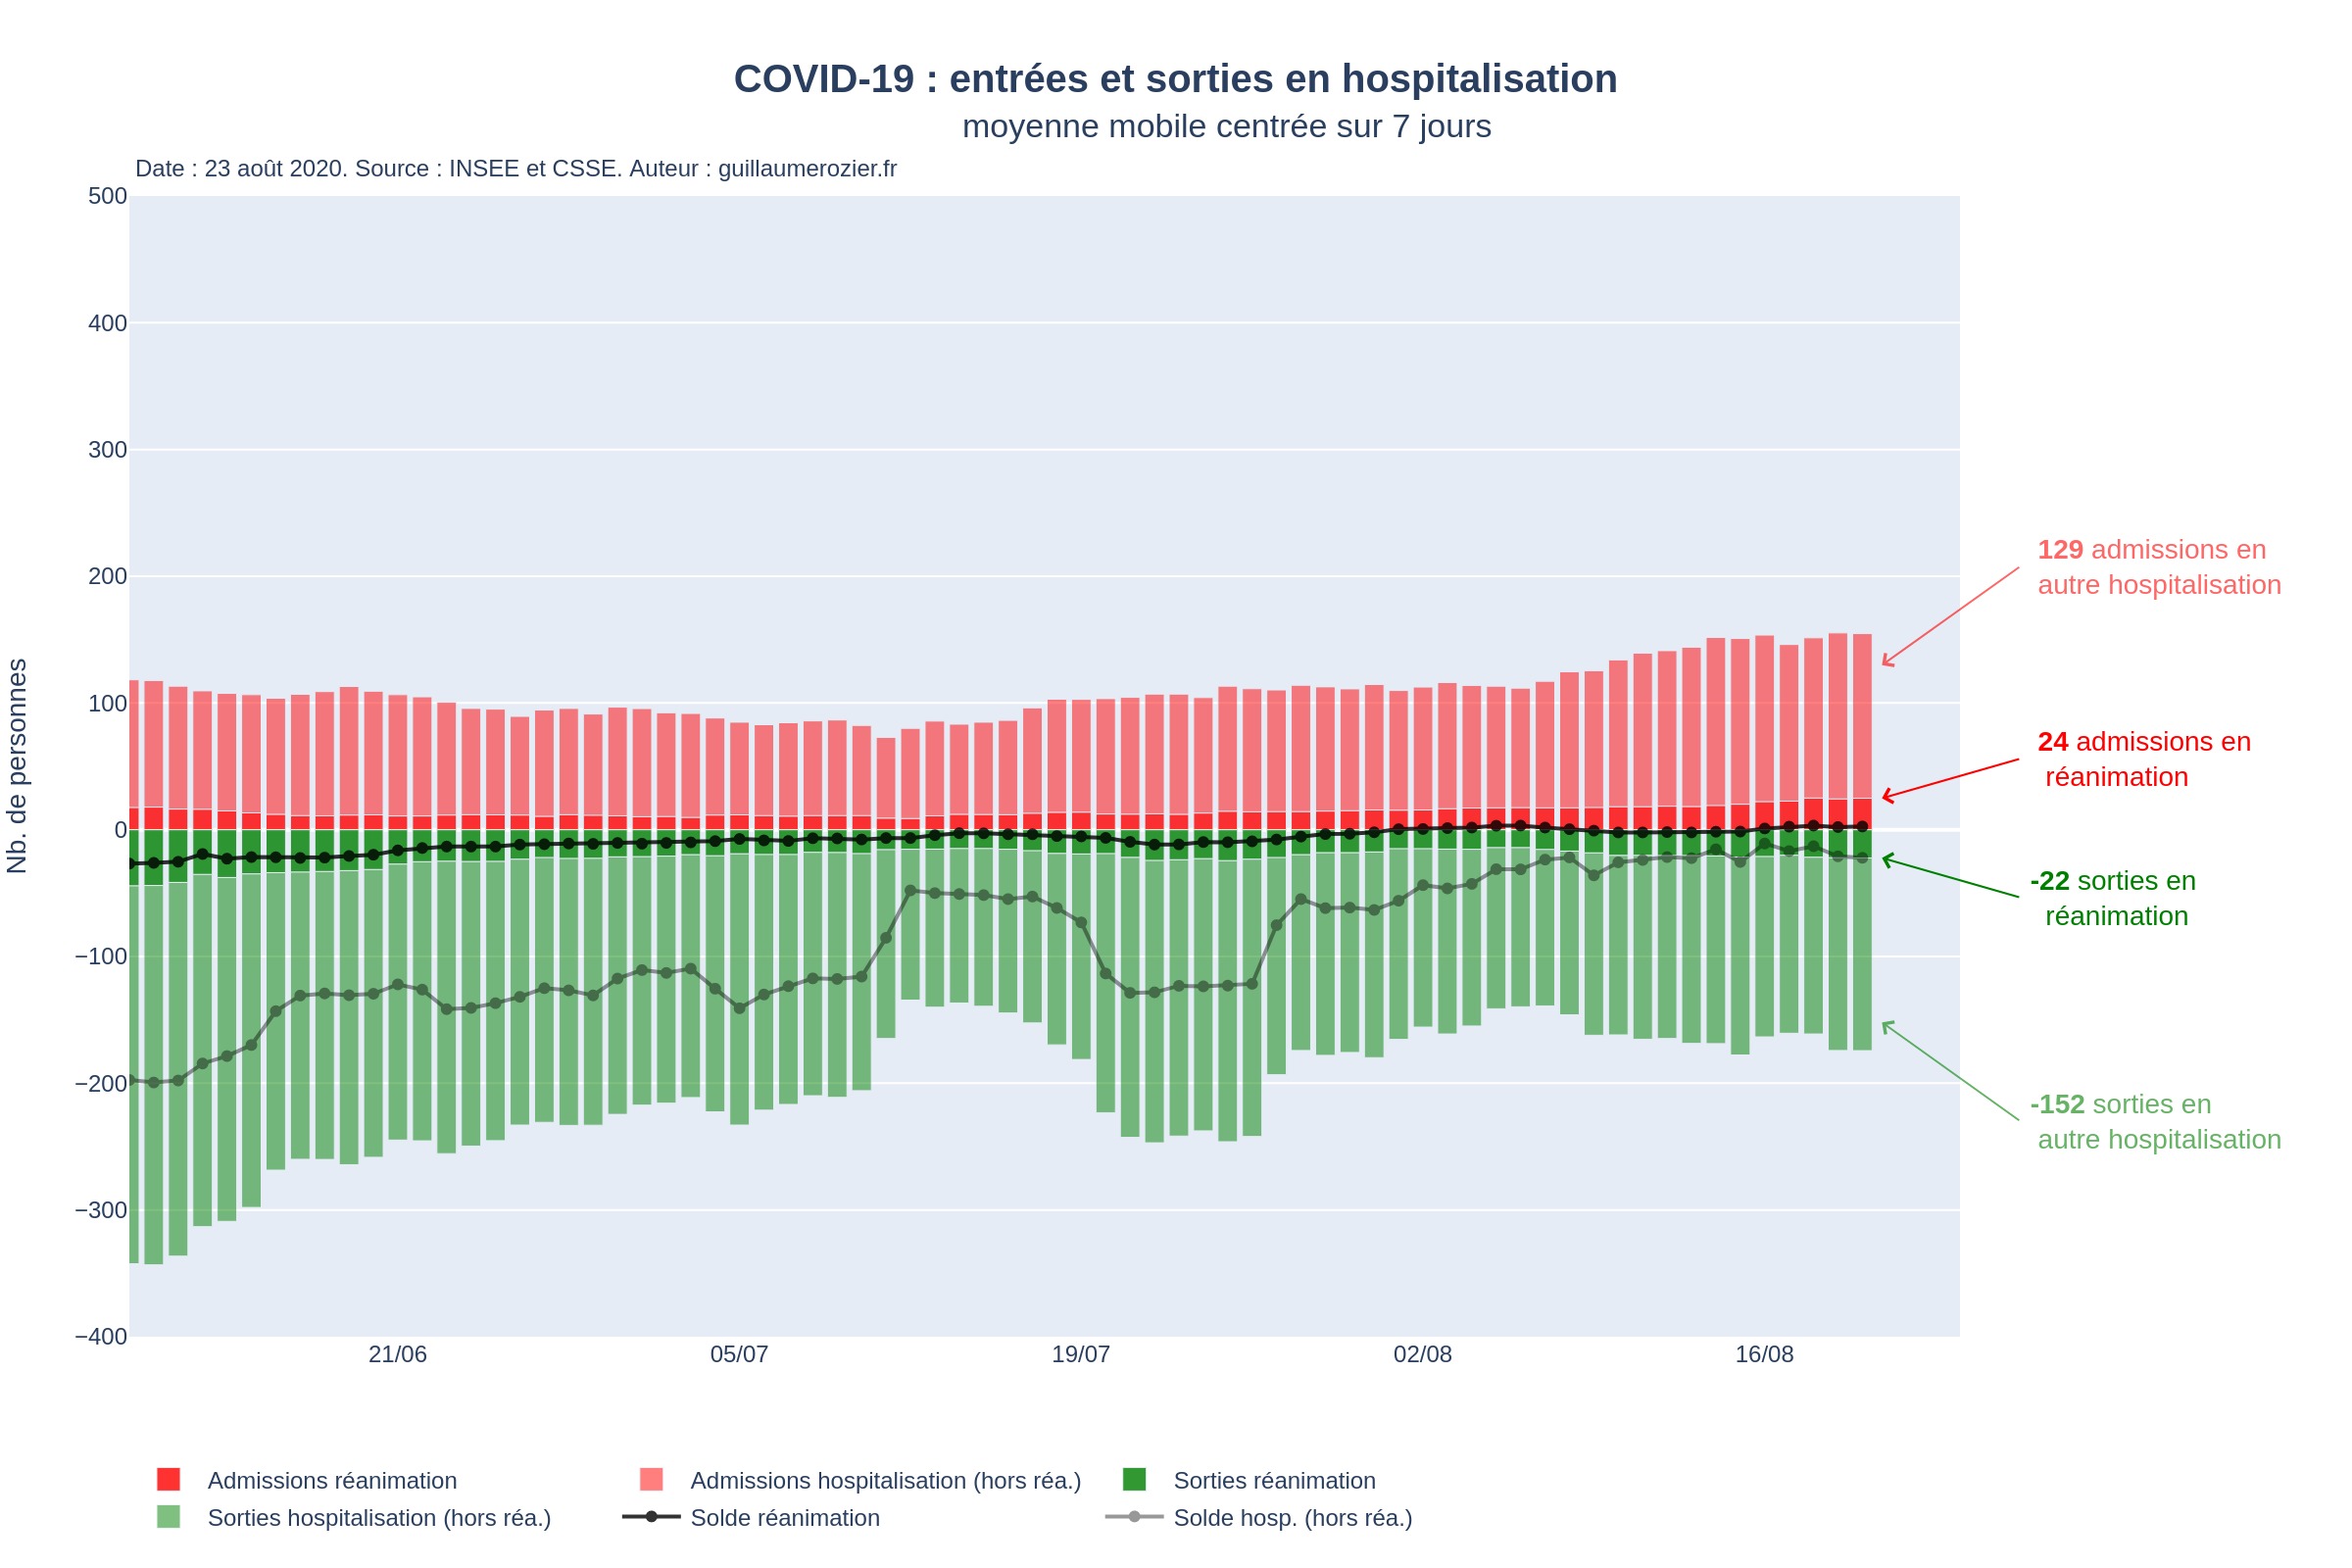 COVID-19 : entrées et sorties en hospitalisation
moyenne mobile centrée sur 7 jours
Date : 23 août 2020. Source : INSEE et CSSE. Auteur : guillaumerozier.fr
Nb. de personnes
500
400
300
200
100
0
−100
−200
−300
−400
21/06
05/07
19/07
02/08
16/08
129 admissions en
autre hospitalisation
24 admissions en
réanimation
-22 sorties en
réanimation
-152 sorties en
autre hospitalisation
Admissions réanimation
Admissions hospitalisation (hors réa.)
Sorties réanimation
Sorties hospitalisation (hors réa.)
Solde réanimation
Solde hosp. (hors réa.)